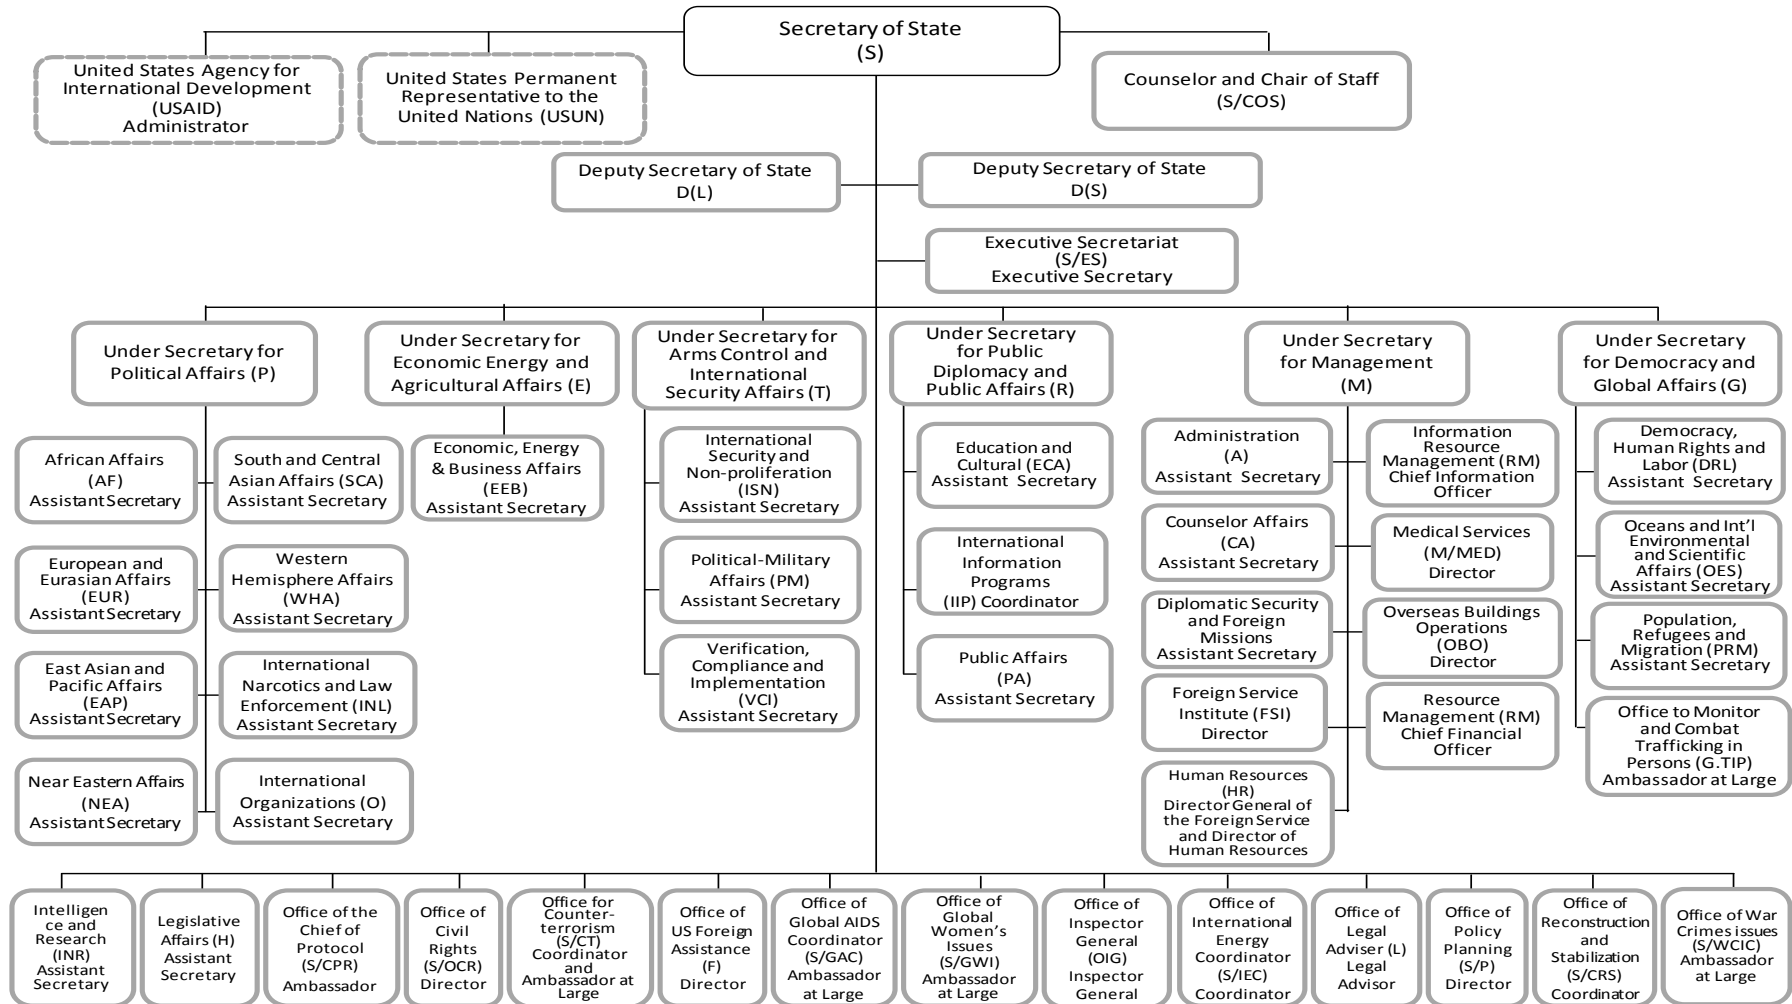 Secretary of State
(S)
United States Agency for
International Development
(USAID)
Administrator
United States Permanent
Representative to the
United Nations (USUN)
Counselor and Chair of Staff
(S/COS)
Deputy Secretary of State
D(L)
Deputy Secretary of State
D(S)
Executive Secretariat
(S/ES)
Executive Secretary
Under Secretary for
Political Affairs (P)
Under Secretary for
Economic Energy and
Agricultural Affairs (E)
Under Secretary for
Arms Control and
International
Security Affairs (T)
Under Secretary
for Public
Diplomacy and
Public Affairs (R)
Under Secretary
for Management
(M)
Under Secretary
for Democracy and
Global Affairs (G)
African Affairs
(AF)
Assistant Secretary
South and Central
Asian Affairs (SCA)
Assistant Secretary
European and
Eurasian Affairs
(EUR)
Assistant Secretary
Western
Hemisphere Affairs
(WHA)
Assistant Secretary
East Asian and
Pacific Affairs
(EAP)
Assistant Secretary
International
Narcotics and Law
Enforcement (INL)
Assistant Secretary
Near Eastern Affairs
(NEA)
Assistant Secretary
International
Organizations (O)
Assistant Secretary
Economic, Energy
& Business Affairs
(EEB)
Assistant Secretary
International
Security and
Non-proliferation
(ISN)
Assistant Secretary
Political-Military
Affairs (PM)
Assistant Secretary
Verification,
Compliance and
Implementation
(VCI)
Assistant Secretary
Education and
Cultural (ECA)
Assistant Secretary
International
Information
Programs
(IIP) Coordinator
Public Affairs
(PA)
Assistant Secretary
Administration
(A)
Assistant Secretary
Information
Resource
Management (RM)
Chief Information
Officer
Counselor Affairs
(CA)
Assistant Secretary
Medical Services
(M/MED)
Director
Diplomatic Security
and Foreign
Missions
Assistant Secretary
Overseas Buildings
Operations
(OBO)
Director
Foreign Service
Institute (FSI)
Director
Resource
Management (RM)
Chief Financial
Officer
Human Resources
(HR)
Director General of
the Foreign Service
and Director of
Human Resources
Democracy,
Human Rights and
Labor (DRL)
Assistant Secretary
Oceans and Int'l
Environmental
and Scientific
Affairs (OES)
Assistant Secretary
Population,
Refugees and
Migration (PRM)
Assistant Secretary
Office to Monitor
and Combat
Trafficking in
Persons (G.TIP)
Ambassador at Large
Intelligen
ce and
Research
(INR)
Assistant
Secretary
Legislative
Affairs (H)
Assistant
Secretary
Office of the
Chief of
Protocol
(S/CPR)
Ambassador
Office of
Civil
Rights
(S/OCR)
Director
Office for
Counter-
terrorism
(S/CT)
Coordinator
and
Ambassador at
Large
Office of
US Foreign
Assistance
(F)
Director
Office of
Global AIDS
Coordinator
(S/GAC)
Ambassador
at Large
Office of
Global
Women's
Issues
(S/GWI)
Ambassador
at Large
Office of
Inspector
General
(OIG)
Inspector
General
Office of
International
Energy
Coordinator
(S/IEC)
Coordinator
Office of
Legal
Adviser (L)
Legal
Advisor
Office of
Policy
Planning
(S/P)
Director
Office of
Reconstruction
and
Stabilization
(S/CRS)
Coordinator
Office of War
Crimes issues
(S/WCIC)
Ambassador
at Large